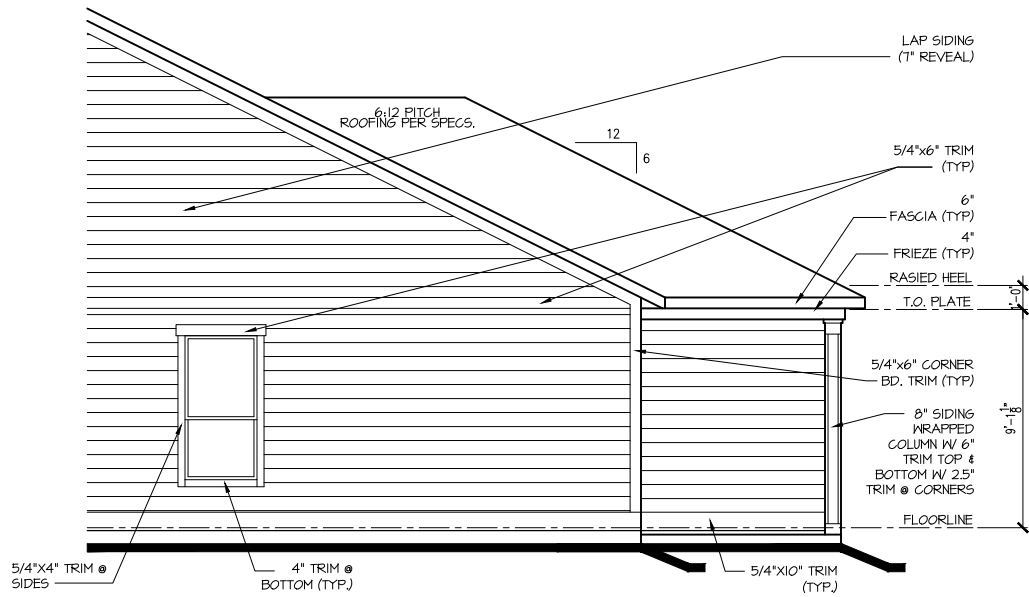 LAP SIDING
(7" REVEAL)
6:12 PITCH
ROOFING PER SPECS.
12
6
5/4"x6" TRIM
(TYP)
6"
FASCIA (TYP)
4"
FRIEZE (TYP)
RASIED HEEL
1'-0"
T.O. PLATE
5/4"x6" CORNER
BD. TRIM (TYP)
9'-1 1/8"
8" SIDING
WRAPPED
COLUMN W/ 6"
TRIM TOP &
BOTTOM W/ 2.5"
TRIM @ CORNERS
FLOORLINE
5/4"X4" TRIM @
SIDES
4" TRIM @
BOTTOM (TYP.)
5/4"X10" TRIM
(TYP.)